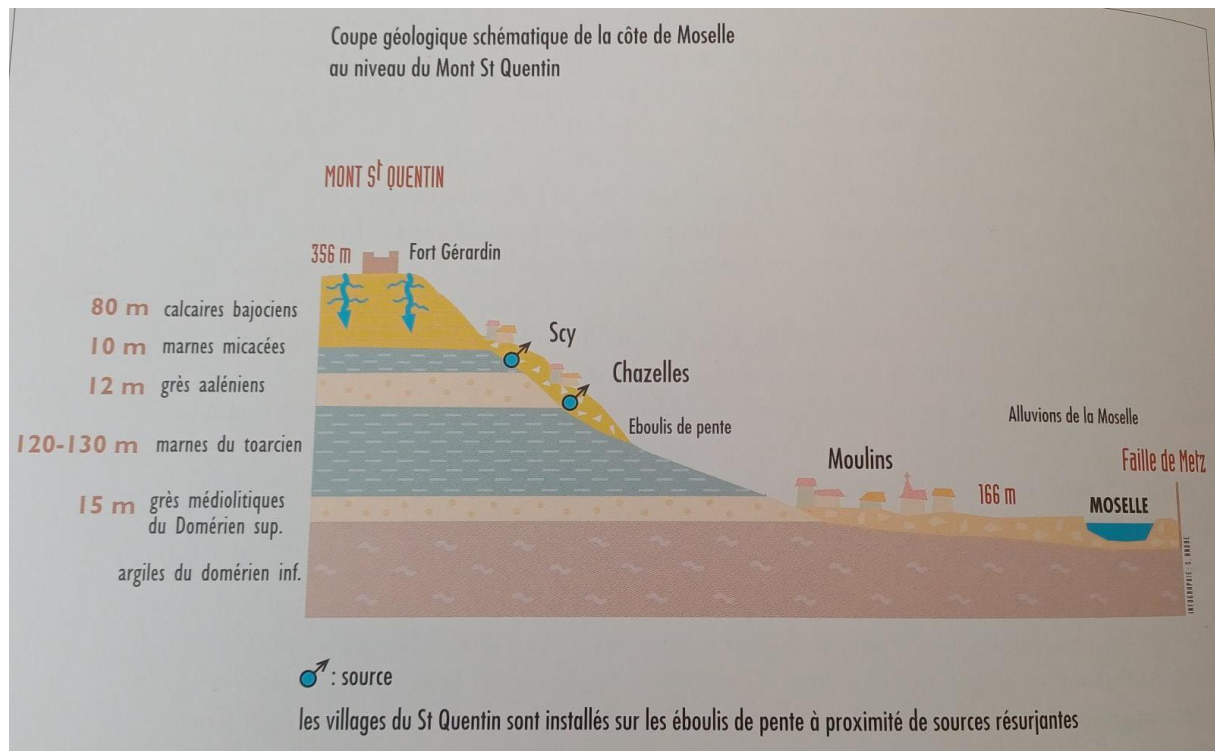 Coupe géologique schématique de la côte de Moselle
au niveau du Mont St Quentin
MONT St QUENTIN
356 m
Fort Gérardin
80 m calcaires bajociens
10 m marnes micacées
12 m grès aaléniens
120-130 m marnes du toarcien
15 m grès médiolitiques
du Domérien sup.
argiles du domérien inf.
Scy
Chazelles
Eboulis de pente
Moulins
Alluvions de la Moselle
166 m
Faille de Metz
MOSELLE
INFOGRAPHIE S. ANDRÉ
: source
les villages du St Quentin sont installés sur les éboulis de pente à proximité de sources résurjantes